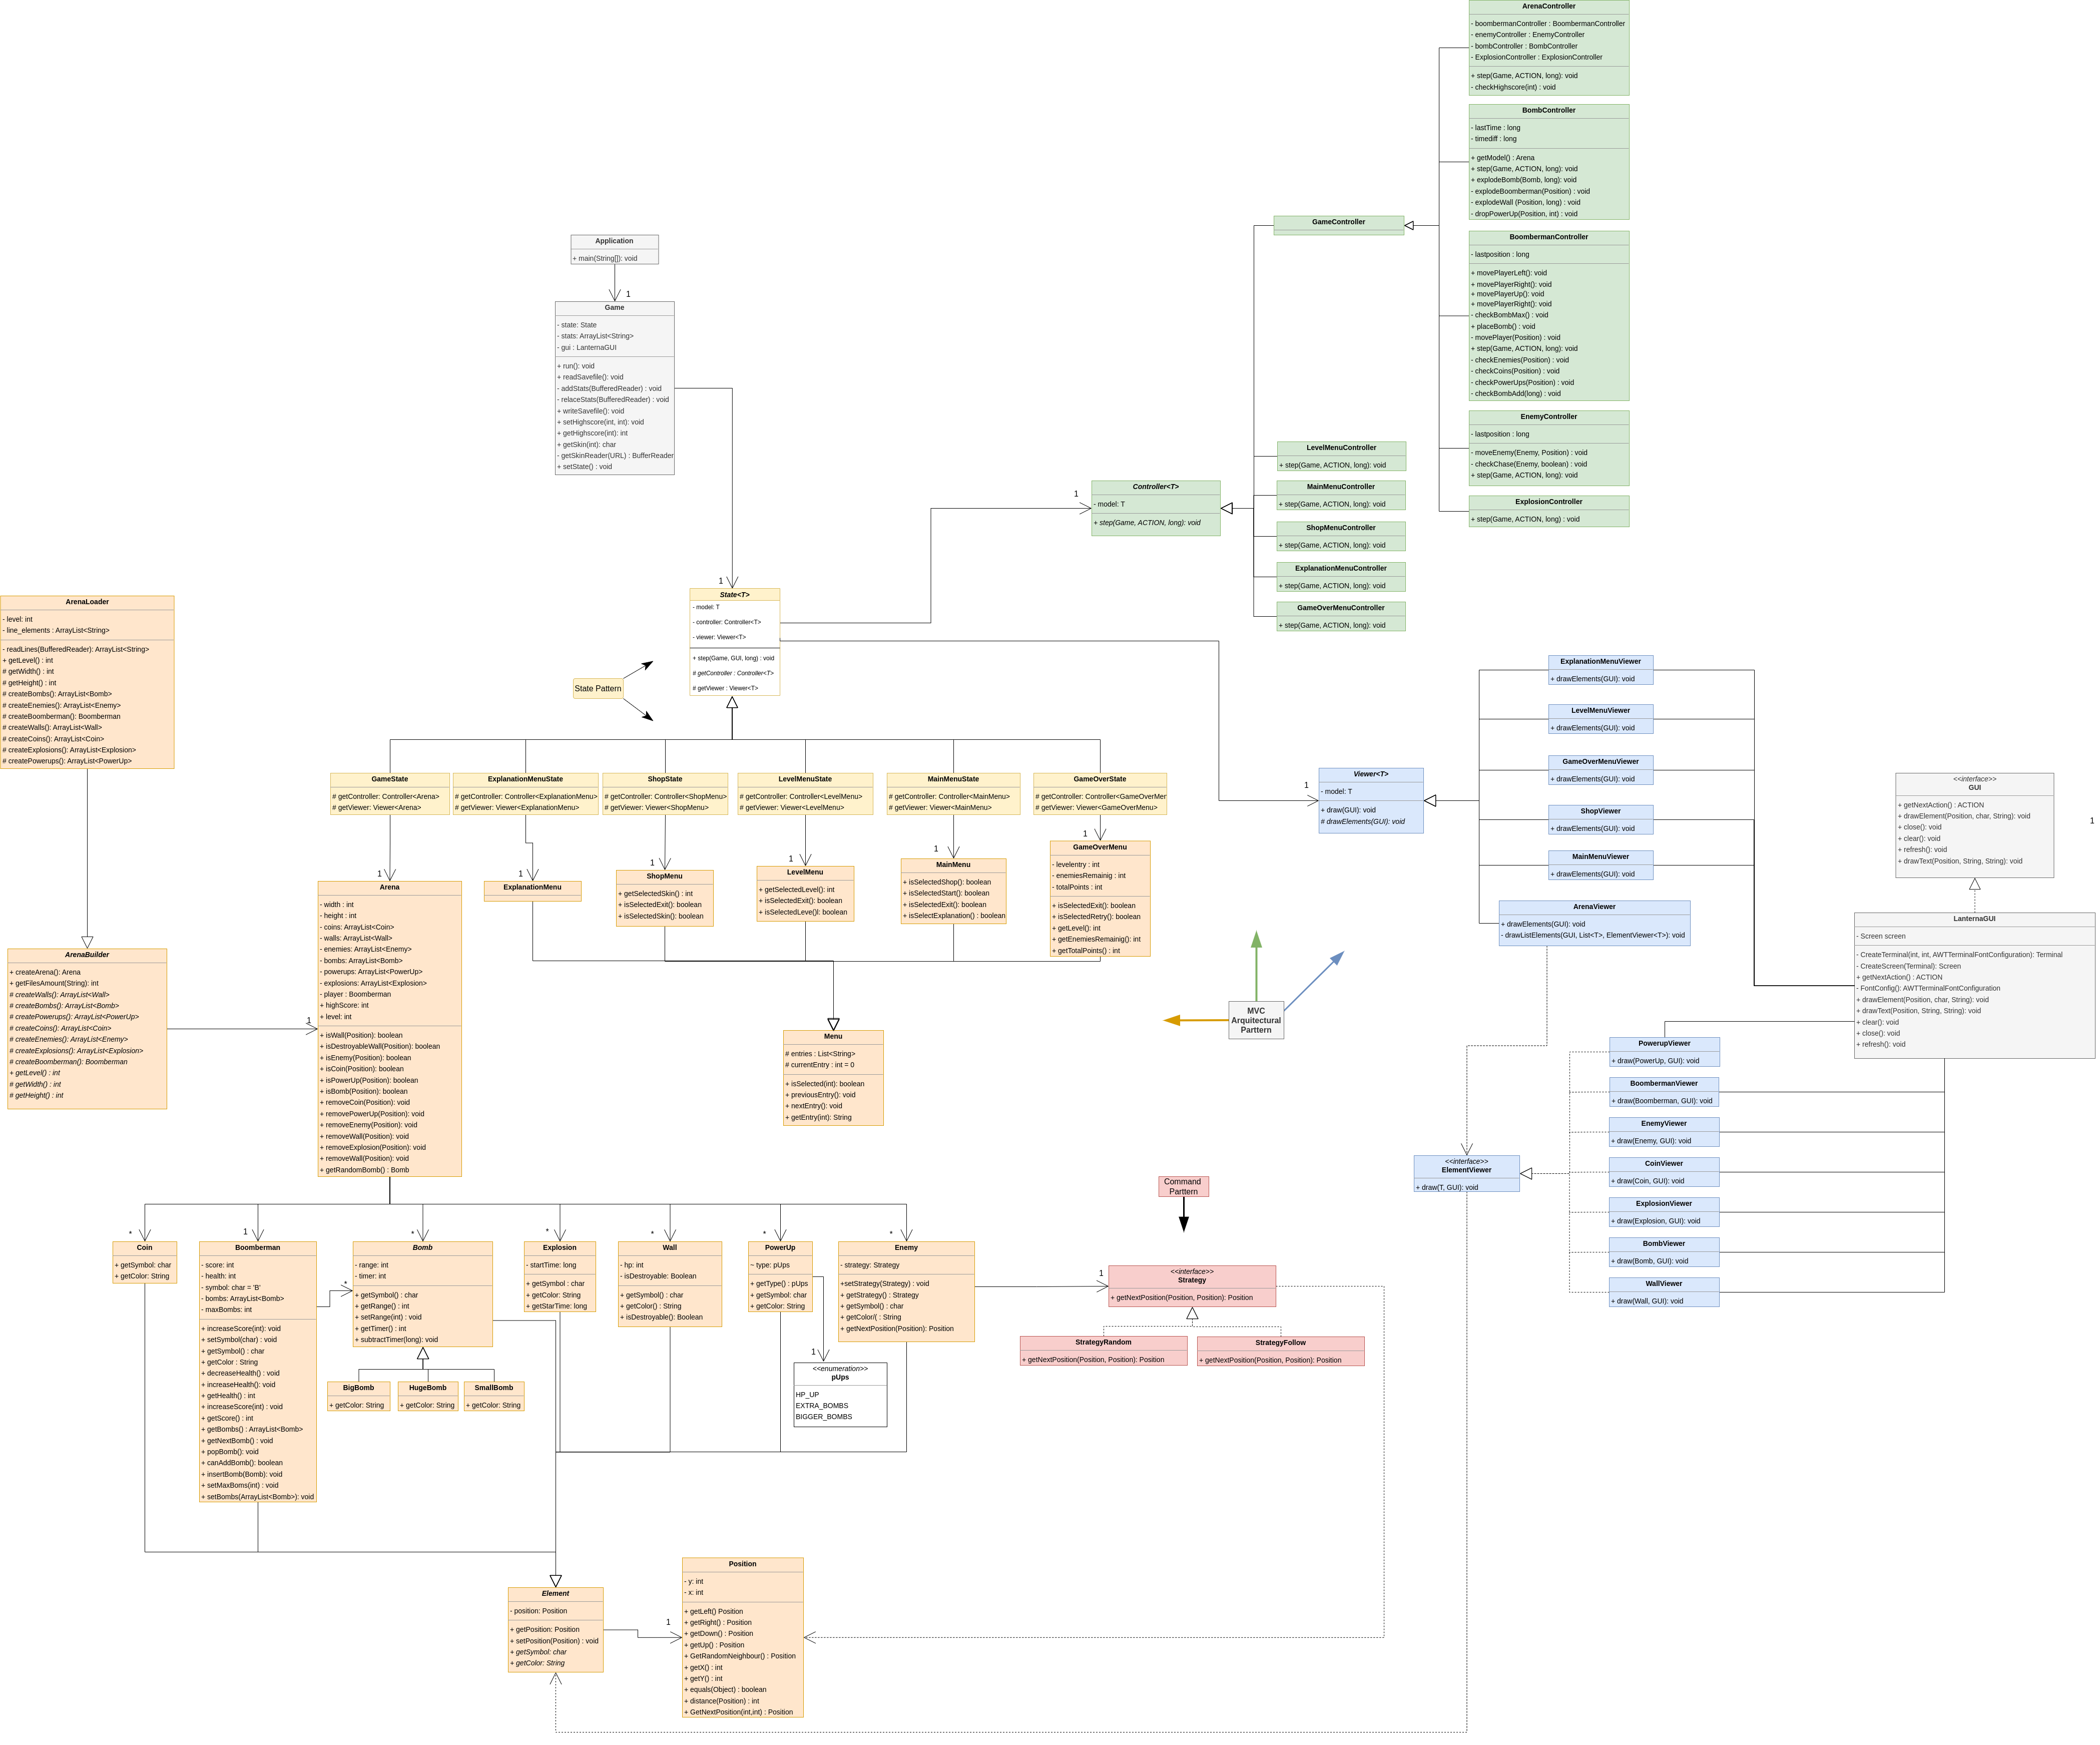 ArenaController
- boombermanController : BoombermanController
- enemyController : EnemyController
- bombController : BombController
- ExplosionController : ExplosionController
+ step(Game, ACTION, long): void
- checkHighscore(int) : void
BombController
- lastTime : long
- timediff : long
+ getModel() : Arena
+ step(Game, ACTION, long): void
+ explodeBomb(Bomb, long): void
- explodeBoomberman(Position) : void
- explodeWall (Position, long) : void
- dropPowerUp(Position, int) : void
GameController
BoombermanController
- lastposition : long
+ movePlayerLeft(): void
+ movePlayerRight(): void
+ movePlayerUp(): void
+ movePlayerRight(): void
- checkBombMax() : void
+ placeBomb() : void
- movePlayer(Position) : void
+ step(Game, ACTION, long): void
- checkEnemies(Position) : void
- checkCoins(Position) : void
- checkPowerUps(Position) : void
- checkBombAdd(long) : void
Application
+ main(String[]): void
1
Game
- state: State
- stats: ArrayList<String>
- gui : LanternaGUI
+ run(): void
+ readSavefile(): void
- addStats(BufferedReader) : void
- relaceStats(BufferedReader) : void
+ writeSavefile(): void
+ setHighscore(int, int): void
+ getHighscore(): int
+ getSkin(int): char
- getSkinReader(URL) : BufferReader
+ setState() : void
EnemyController
- lastposition : long
- moveEnemy(Enemy, Position) : void
- checkChase(Enemy, boolean) : void
+ step(Game, ACTION, long): void
ExplosionController
+ step(Game, ACTION, long) : void
LevelMenuController
+ step(Game, ACTION, long): void
MainMenuController
+ step(Game, ACTION, long): void
ShopMenuController
+ step(Game, ACTION, long): void
ExplanationMenuController
+ step(Game, ACTION, long): void
GameOverMenuController
+ step(Game, ACTION, long): void
1
Controller<T>
- model: T
+ step(Game, ACTION, long): void
1
State<T>
- model: T
- controller: Controller<T>
- viewer: Viewer<T>
+ step(Game, GUI, long) : void
# getController : Controller<T>
# getViewer : Viewer<T>
State Pattern
ArenaLoader
- level: int
- line_elements : ArrayList<String>
- readLines(BufferedReader): ArrayList<String>
+ getLevel() : int
# getWidth() : int
# getHeight() : int
# createBombs(): ArrayList<Bomb>
# createEnemies(): ArrayList<Enemy>
# createBoomberman(): Boomberman
# createWalls(): ArrayList<Wall>
# createCoins(): ArrayList<Coin>
# createExplosions(): ArrayList<Explosion>
# createPowerups(): ArrayList<PowerUp>
GameState
# getController: Controller<Arena>
# getViewer: Viewer<Arena>
ExplanationMenuState
# getController: Controller<ExplanationMenu>
# getViewer: Viewer<ExplanationMenu>
ShopState
# getController: Controller<ShopMenu>
# getViewer: Viewer<ShopMenu>
LevelMenuState
# getController: Controller<LevelMenu>
# getViewer: Viewer<LevelMenu>
MainMenuState
# getController: Controller<MainMenu>
# getViewer: Viewer<MainMenu>
GameOverState
# getController: Controller<GameOverMer
# getViewer: Viewer<GameOverMenu>
1
Viewer<T>
- model: T
+ draw(GUI): void
# drawElements(GUI): void
ExplanationMenuViewer
+ drawElements(GUI): void
LevelMenuViewer
+ drawElements(GUI): void
GameOverMenuViewer
+ drawElements(GUI): void
ShopViewer
+ drawElements(GUI): void
MainMenuViewer
+ drawElements(GUI): void
ArenaViewer
+ drawElements(GUI): void
- drawListElements(GUI, List<T>, ElementViewer<T>): void
<<interface>>
GUI
+ getNextAction() : ACTION
+ drawElement(Position, char, String): void
+ close(): void
+ clear(): void
+ refresh(): void
+ drawText(Position, String, String): void
1
LanternaGUI
- Screen screen
- CreateTerminal(int, int, AWTTerminalFontConfiguration): Terminal
- CreateScreen(Terminal): Screen
+ getNextAction() : ACTION
- FontConfig(): AWTTerminalFontConfiguration
+ drawElement(Position, char, String): void
+ drawText(Position, String, String): void
+ clear(): void
+ close(): void
+ refresh(): void
1
Arena
- width : int
- height : int
- coins: ArrayList<Coin>
- walls: ArrayList<Wall>
- enemies: ArrayList<Enemy>
- bombs: ArrayList<Bomb>
- powerups: ArrayList<PowerUp>
- explosions: ArrayList<Explosion>
- player : Boomberman
+ highScore: int
+ level: int
+ isWall(Position): boolean
+ isDestroyableWall(Position): boolean
+ isEnemy(Position): boolean
+ isCoin(Position): boolean
+ isPowerUp(Position): boolean
+ isBomb(Position): boolean
+ removeCoin(Position): void
+ removePowerUp(Position): void
+ removeEnemy(Position): void
+ removeWall(Position): void
+ removeExplosion(Position): void
+ removeWall(Position): void
+ getRandomBomb() : Bomb
1
ExplanationMenu
1
ShopMenu
+ getSelectedSkin() : int
+ isSelectedExit(): boolean
+ isSelectedSkin(): boolean
1
LevelMenu
+ getSelectedLevel(): int
+ isSelectedExit(): boolean
+ isSelectedLeve()l: boolean
1
MainMenu
+ isSelectedShop(): boolean
+ isSelectedStart(): boolean
+ isSelectedExit(): boolean
+ isSelectExplanation() : boolean
1
GameOverMenu
- levelentry : int
- enemiesRemainig : int
- totalPoints : int
+ isSelectedExit(): boolean
+ isSelectedRetry(): boolean
+ getLevel(): int
+ getEnemiesRemainig(): int
+ getTotalPoints() : int
ArenaBuilder
+ createArena(): Arena
+ getFilesAmount(String): int
# createWalls(): ArrayList<Wall>
# createBombs(): ArrayList<Bomb>
# createPowerups(): ArrayList<PowerUp>
# createCoins(): ArrayList<Coin>
# createEnemies(): ArrayList<Enemy>
# createExplosions(): ArrayList<Explosion>
# createBoomberman(): Boomberman
+ getLevel() : int
# getWidth() : int
# getHeight() : int
1
Menu
# entries : List<String>
# currentEntry : int = 0
+ isSelected(int): boolean
+ previousEntry(): void
+ nextEntry(): void
+ getEntry(int): String
MVC
Arquitectural
Parttern
PowerupViewer
+ draw(PowerUp, GUI): void
BoombermanViewer
+ draw(Boomberman, GUI): void
EnemyViewer
+ draw(Enemy, GUI): void
CoinViewer
+ draw(Coin, GUI): void
ExplosionViewer
+ draw(Explosion, GUI): void
BombViewer
+ draw(Bomb, GUI): void
WallViewer
+ draw(Wall, GUI): void
<<interface>>
ElementViewer
+ draw(T, GUI): void
Command
Parttern
*
Coin
+ getSymbol: char
+ getColor: String
1
Boomberman
- score: int
- health: int
- symbol: char = 'B'
- bombs: ArrayList<Bomb>
- maxBombs: int
+ increaseScore(int): void
+ setSymbol(char) : void
+ getSymbol() : char
+ getColor : String
+ decreaseHealth() : void
+ increaseHealth(): void
+ getHealth() : int
+ increaseScore(int) : void
+ getScore() : int
+ getBombs() : ArrayList<Bomb>
+ getNextBomb() : void
+ popBomb(): void
+ canAddBomb(): boolean
+ insertBomb(Bomb): void
+ setMaxBoms(int) : void
+ setBombs(ArrayList<Bomb>): void
*
*
Bomb
- range: int
- timer: int
+ getSymbol() : char
+ getRange() : int
+ setRange(int) : void
+ getTimer() : int
+ subtractTimer(long): void
BigBomb
+ getColor: String
HugeBomb
+ getColor: String
SmallBomb
+ getColor: String
*
Explosion
- startTime: long
+ getSymbol : char
+ getColor: String
+ getStarTime: long
*
Wall
- hp: int
- isDestroyable: Boolean
+ getSymbol() : char
+ getColor() : String
+ isDestroyable(): Boolean
*
PowerUp
~ type: pUps
+ getType() : pUps
+ getSymbol: char
+ getColor: String
*
Enemy
- strategy: Strategy
+setStrategy(Strategy) : void
+ getStrategy() : Strategy
+ getSymbol() : char
+ getColor/( : String
+ getNextPosition(Position): Position
1
<<enumeration>>
pUps
HP_UP
EXTRA_BOMBS
BIGGER_BOMBS
1
<<interface>>
Strategy
+ getNextPosition(Position, Position): Position
StrategyRandom
+ getNextPosition(Position, Position): Position
StrategyFollow
+ getNextPosition(Position, Position): Position
Element
- position: Position
+ getPosition: Position
+ setPosition(Position) : void
+ getSymbol: char
+ getColor: String
1
Position
- y: int
- x: int
+ getLeft() Position
+ getRight() : Position
+ getDown() : Position
+ getUp() : Position
+ GetRandomNeighbour() : Position
+ getX() : int
+ getY() : int
+ equals(Object) : boolean
+ distance(Position) : int
+ GetNextPosition(int,int) : Position